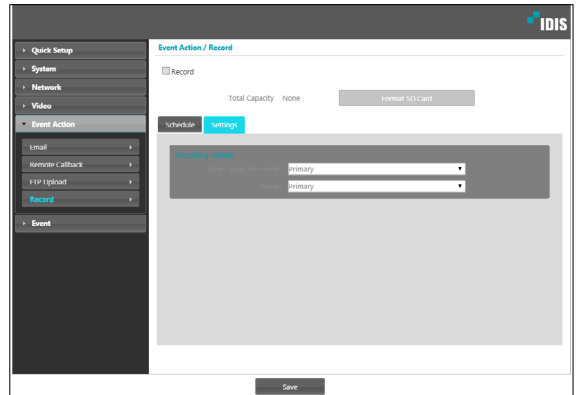 IDIS
Quick Setup
System
Network
Video
Event Action
Email
Remote Callback
FTP Upload
Record
Event
Event Action / Record
Record
Total Capacity None Format SD Card
Schedule Settings
Primary
Primary
Save